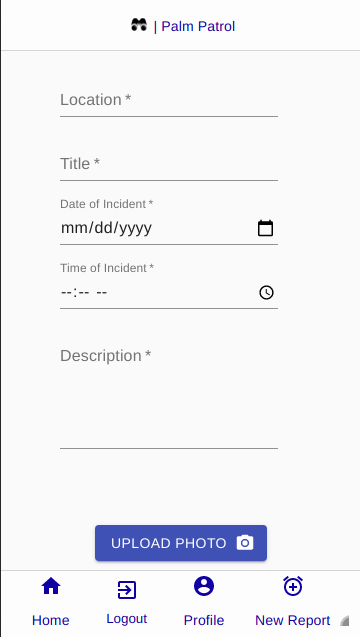 | Palm Patrol
Location *
Title *
Date of Incident *
mm/dd/yyyy
Time of Incident *
--:-- --
Description *
UPLOAD PHOTO
Home Logout Profile New Report